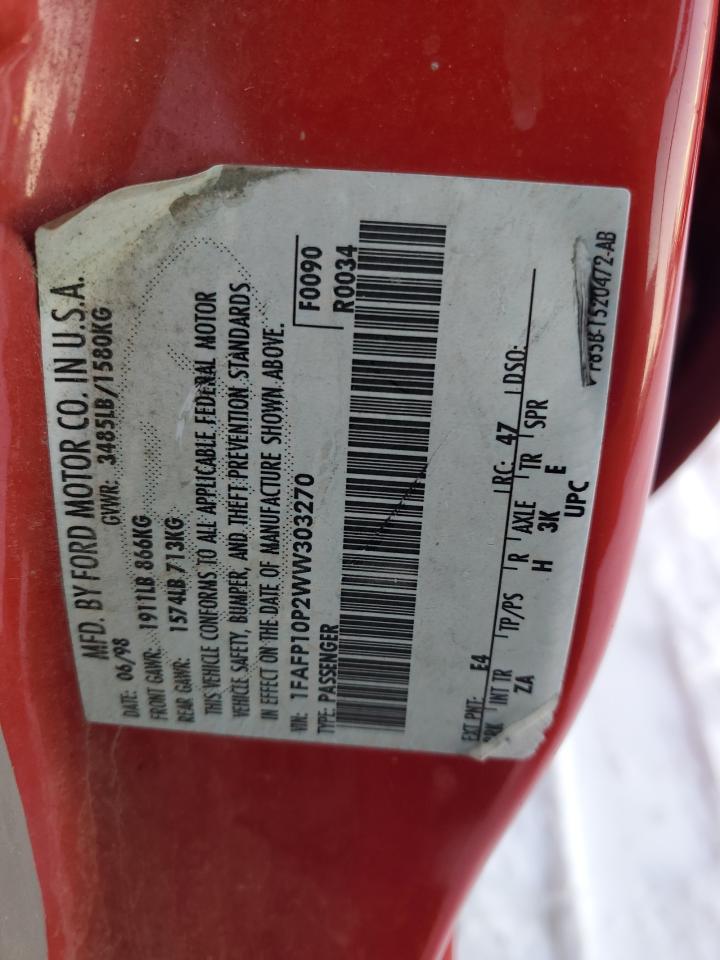 MFD. BY FORD MOTOR CO. IN U.S.A.
DATE: 06/98 GVWR: 3485LB/1580KG
FRONT GAWR: 1911LB 866KG
REAR GAWR: 1574LB 713KG
THIS VEHICLE CONFORMS TO ALL APPLICABLE FEDERAL MOTOR
VEHICLE SAFETY, BUMPER, AND THEFT PREVENTION STANDARDS
IN EFFECT ON THE DATE OF MANUFACTURE SHOWN ABOVE.
VIN: 1FAFP10P2WW303270 F0090
TYPE: PASSENGER R0034
EXT PNT: E4 RC: 47 DSO:
BRK INT TR TP/PS R AXLE TR SPR
ZA H 3K E
UPC
1520472-AB